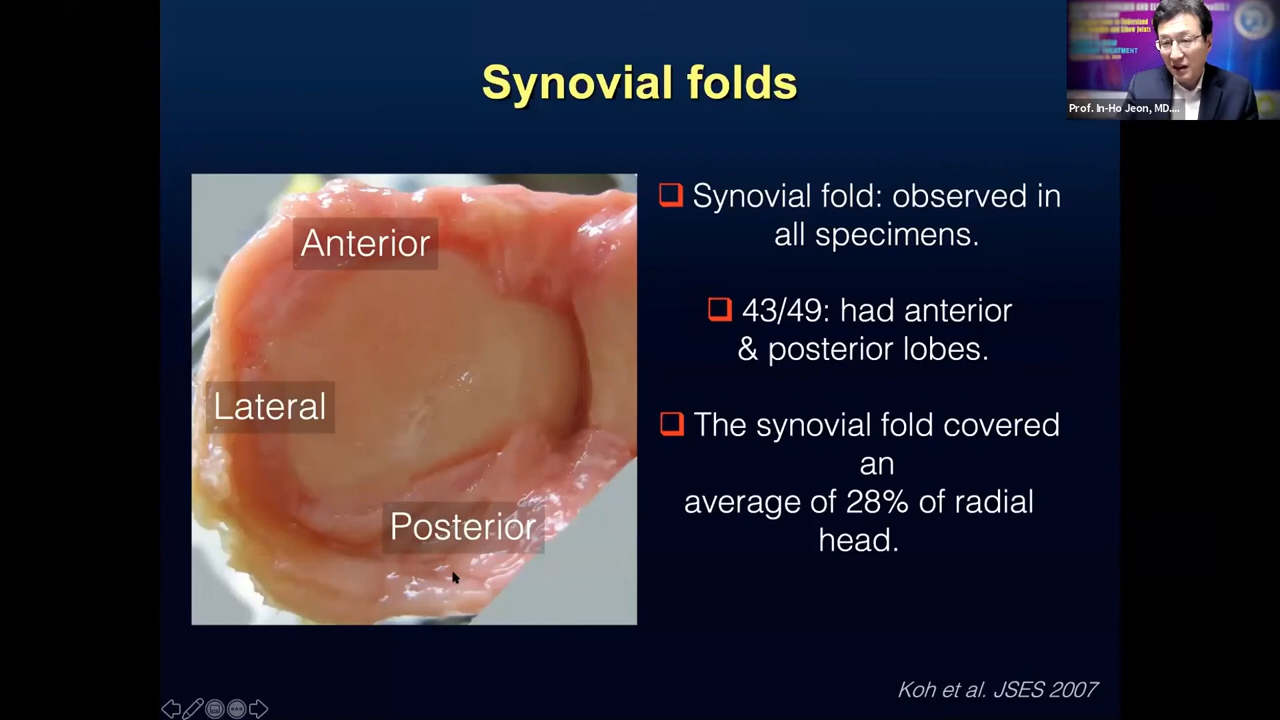 Synovial folds
Prof. In-Ho Jeon, MD....
Anterior
Lateral
Posterior
❑ Synovial fold: observed in
all specimens.
❑ 43/49: had anterior
& posterior lobes.
❑ The synovial fold covered
an
average of 28% of radial
head.
Koh et al. JSES 2007